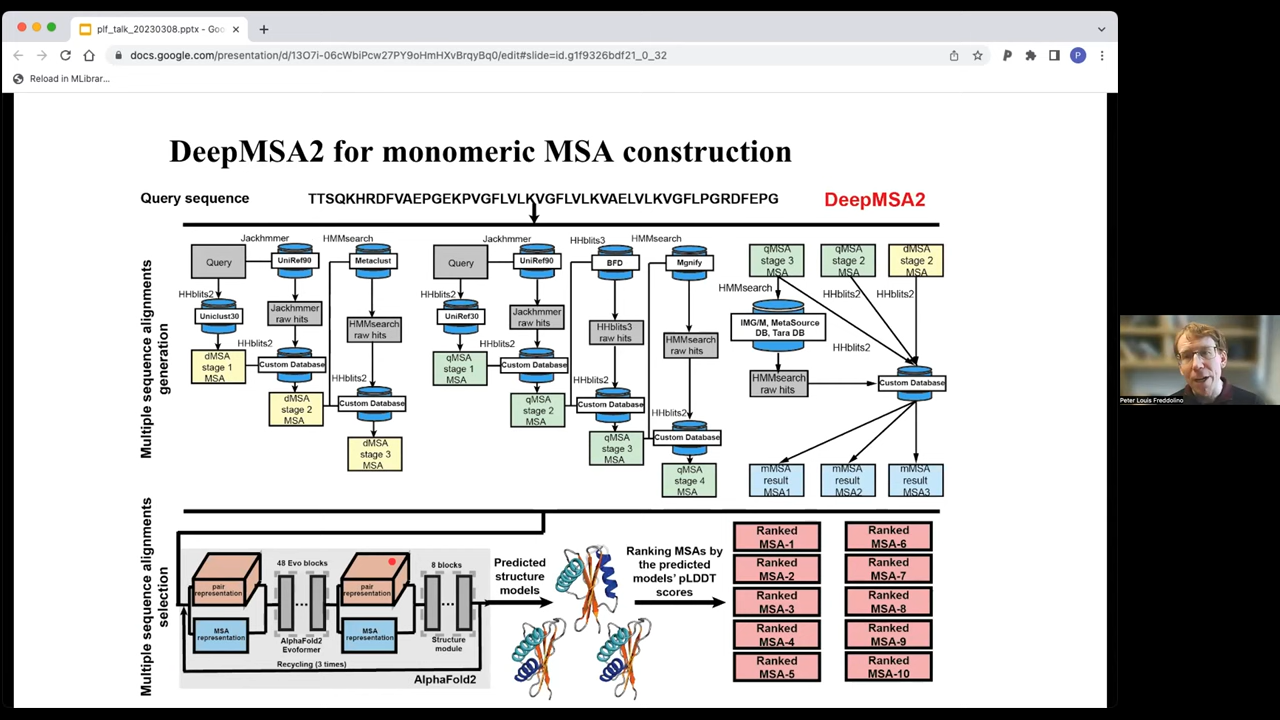 plf_talk_20230308.pptx - Goo
docs.google.com/presentation/d/13O7i-06cWbiPcw27PY9oHmHXvBrqyBq0/edit#slide=id.g1f9326bdf21_0_32
Reload in MLibrar...
DeepMSA2 for monomeric MSA construction
Query sequence
TTSQKHRDFVAEPGEKPVGFLVLKVGFLVLKVAELVLKVGFLPGRDFEPG
DeepMSA2
Multiple sequence alignments
generation
Query
Jackhmmer
UniRef90
HMMsearch
Metaclust
HHblits2
Uniclust30
Jackhmmer
raw hits
HMMsearch
raw hits
dMSA
stage 1
MSA
HHblits2
Custom Database
dMSA
stage 2
MSA
HHblits2
Custom Database
dMSA
stage 3
MSA
Query
Jackhmmer
UniRef90
HHblits3
BFD
HMMsearch
Mgnify
HHblits2
UniRef30
Jackhmmer
raw hits
HHblits3
raw hits
HMMsearch
raw hits
qMSA
stage 1
MSA
HHblits2
Custom Database
qMSA
stage 2
MSA
HHblits2
Custom Database
qMSA
stage 3
MSA
HHblits2
Custom Database
qMSA
stage 4
MSA
qMSA
stage 3
MSA
qMSA
stage 2
MSA
dMSA
stage 2
MSA
HMMsearch
HHblits2
HHblits2
IMG/M, MetaSource
DB, Tara DB
HHblits2
HMMsearch
raw hits
Custom Database
mMSA
result
MSA1
mMSA
result
MSA2
mMSA
result
MSA3
Multiple sequence alignments
selection
pair
representation
MSA
representation
48 Evo blocks
AlphaFold2
Evoformer
pair
representation
MSA
representation
8 blocks
Structure
module
Recycling (3 times)
AlphaFold2
Predicted
structure
models
Ranking MSAs by
the predicted
models' pLDDT
scores
Ranked
MSA-1
Ranked
MSA-2
Ranked
MSA-3
Ranked
MSA-4
Ranked
MSA-5
Ranked
MSA-6
Ranked
MSA-7
Ranked
MSA-8
Ranked
MSA-9
Ranked
MSA-10
P
P
Peter Louis Freddolino